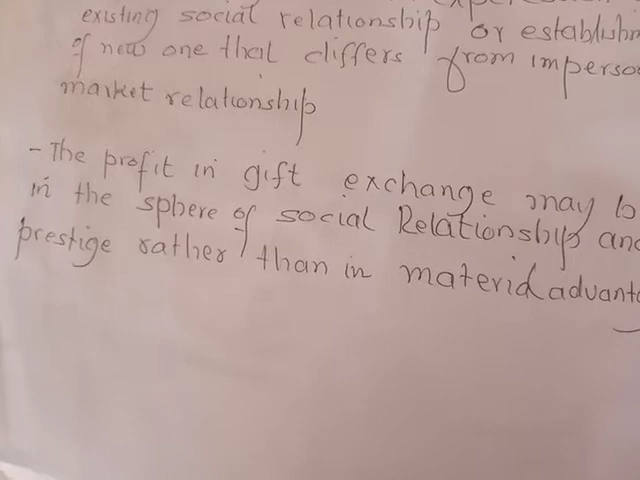 existing social relationship or establishm
of new one that differs from imperso
market relationship
- The profit in gift exchange may b
in the sphere of social Relationship and
prestige rather than in material advanta